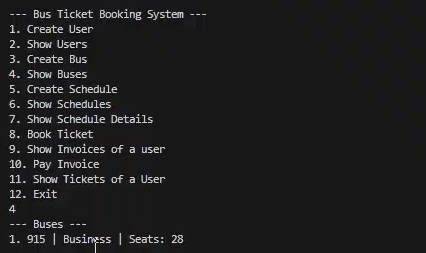 --- Bus Ticket Booking System ---
1. Create User
2. Show Users
3. Create Bus
4. Show Buses
5. Create Schedule
6. Show Schedules
7. Show Schedule Details
8. Book Ticket
9. Show Invoices of a user
10. Pay Invoice
11. Show Tickets of a User
12. Exit
4
--- Buses ---
1. 915 | Business | Seats: 28